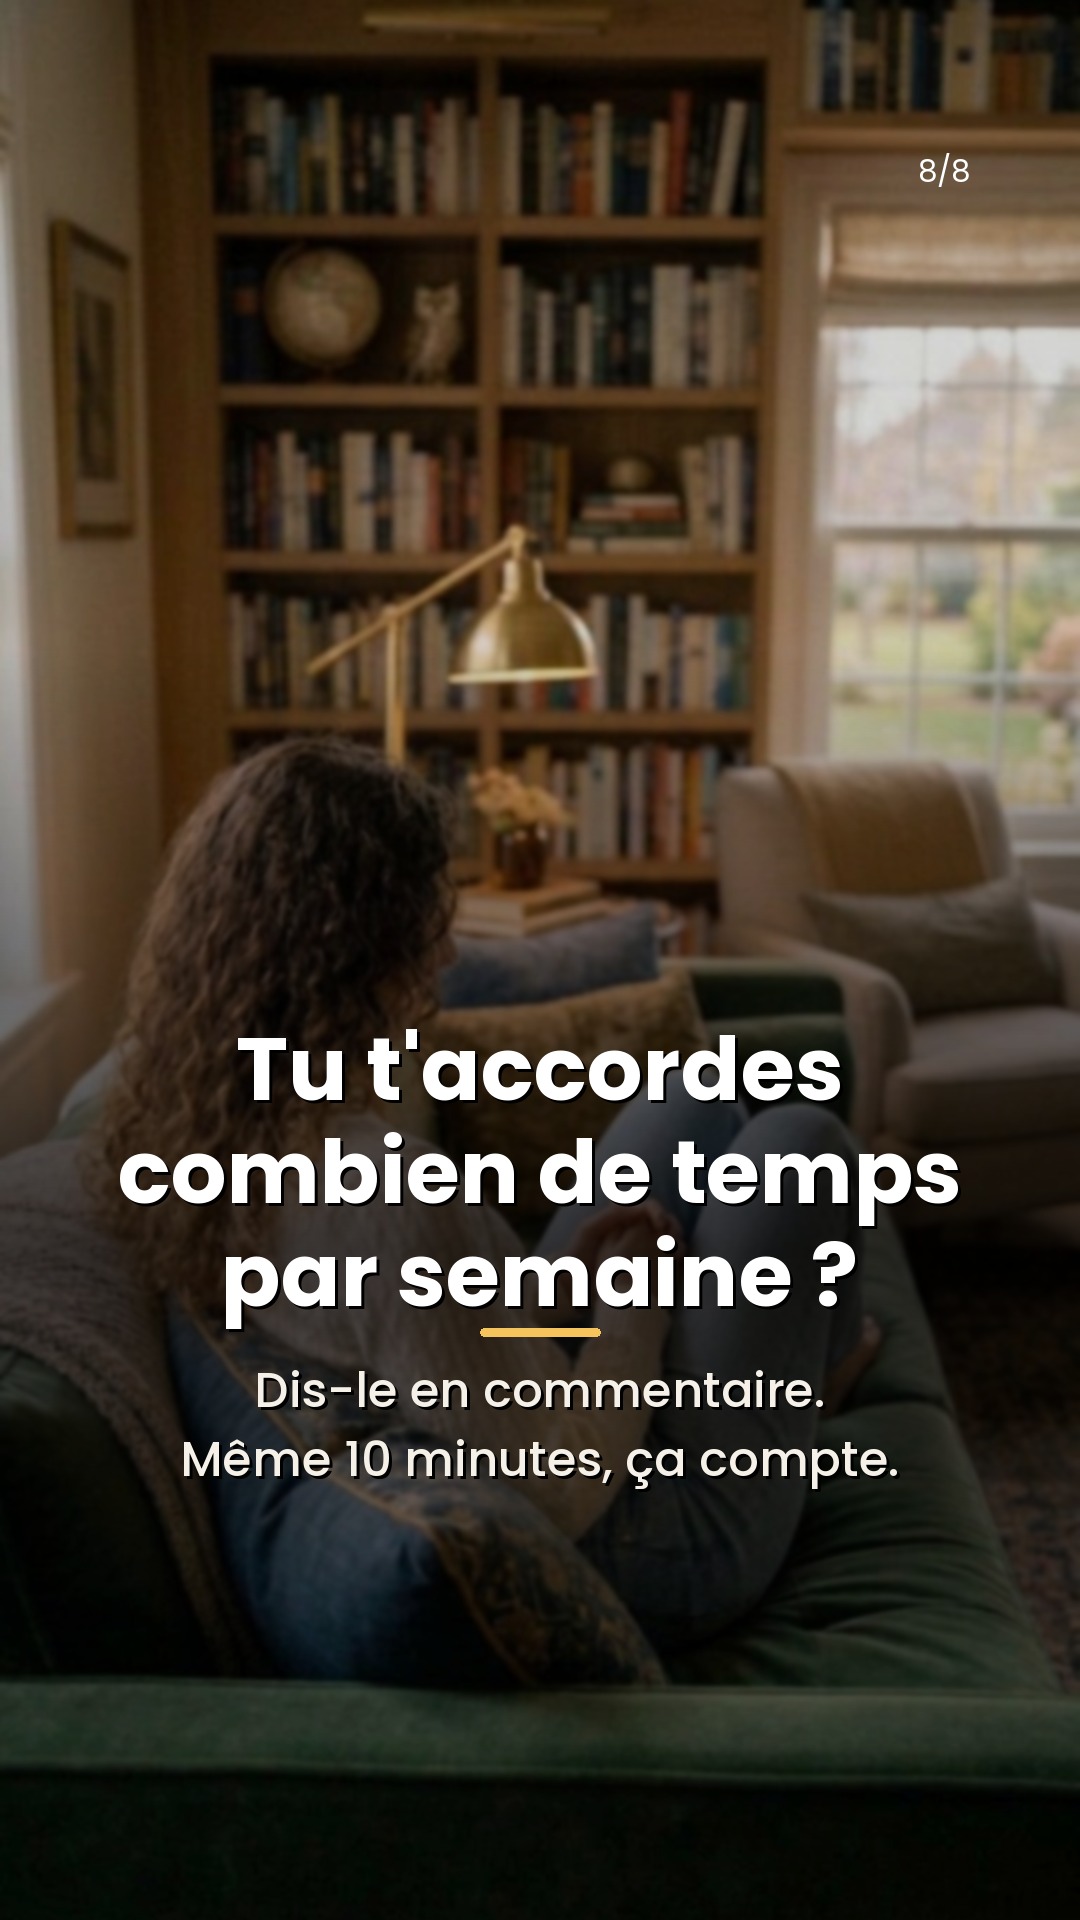 8/8
Tu t'accordes
combien de temps
par semaine ?
Dis-le en commentaire.
Même 10 minutes, ça compte.